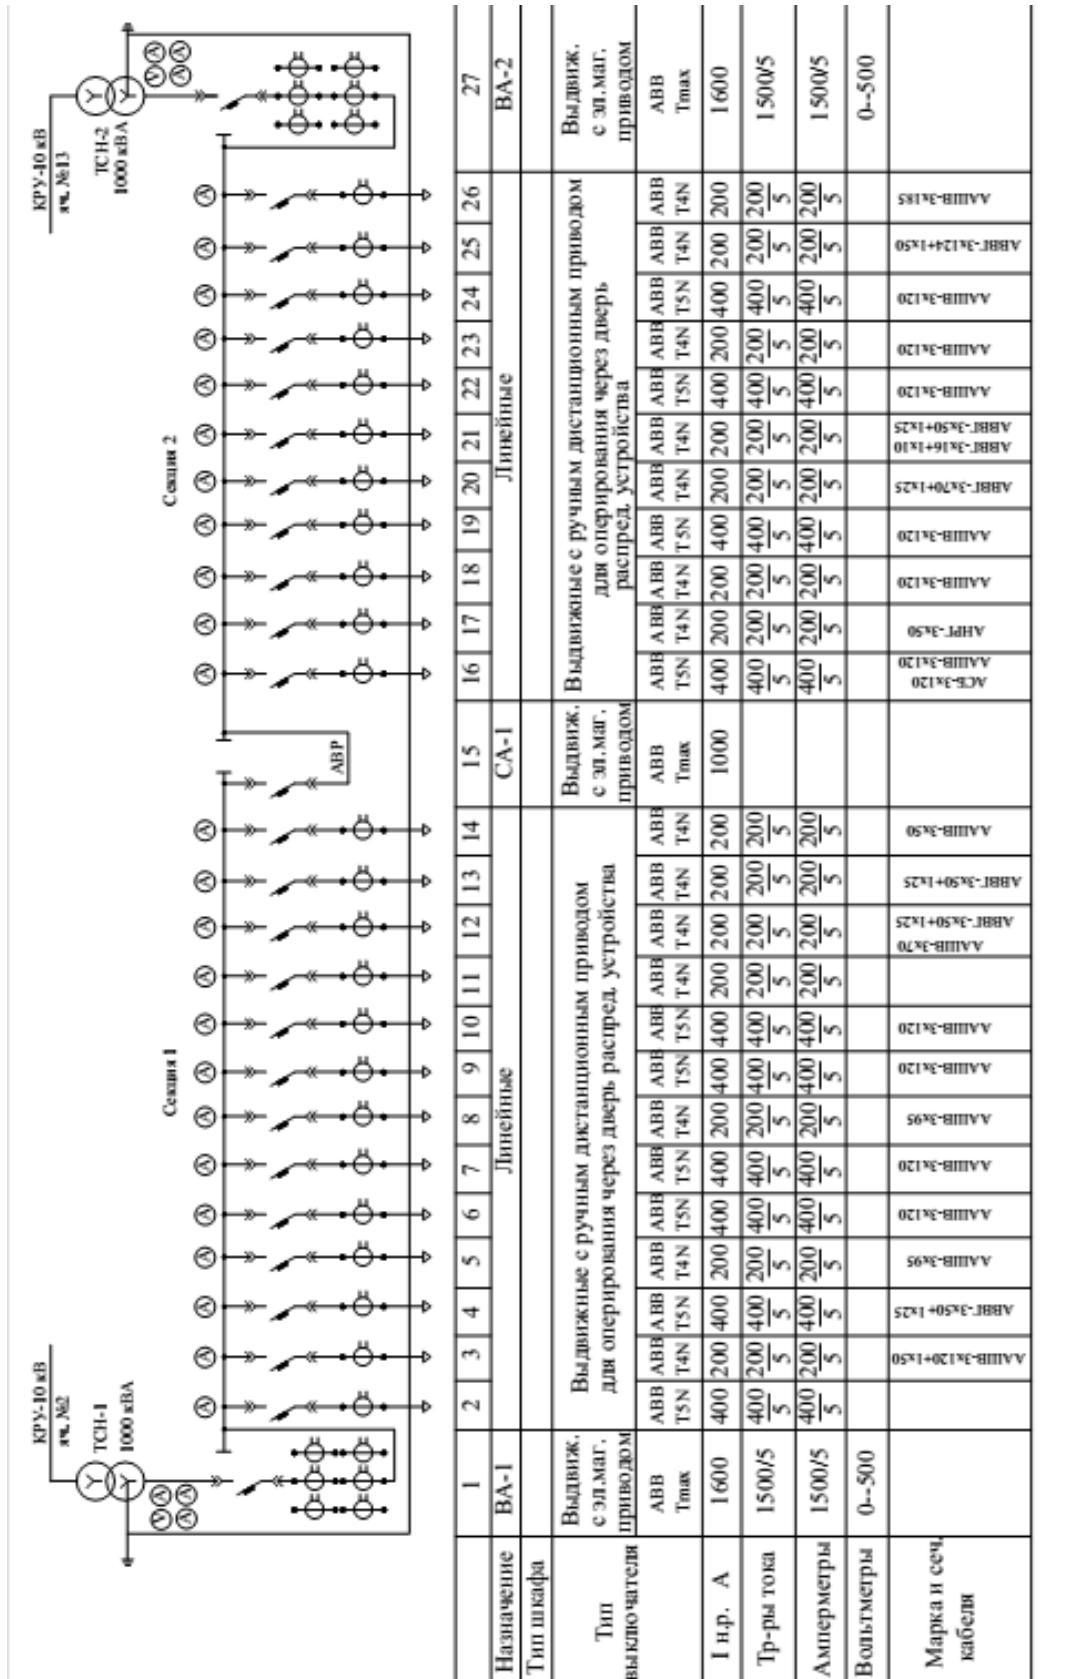 КРУ-10 кВ
яч. №2
КРУ-10 кВ
яч. №13
ТСН-1
1000 кВА
ТСН-2
1000 кВА
Секция 1
Секция 2
V A
A A
V A
A A
A A A A A A A A A A A A A A A A A A A A A A A A
АВР
1 2 3 4 5 6 7 8 9 10 11 12 13 14 15 16 17 18 19 20 21 22 23 24 25 26 27
Назначение ВА-1 Линейные СА-1 Линейные ВА-2
Тип шкафа
Тип
выключателя
Выдвиж.
с эл.маг.
приводом
Выдвижные с ручным дистанционным приводом
для оперирования через дверь распред. устройства
Выдвиж.
с эл.маг.
приводом
Выдвижные с ручным дистанционным приводом
для оперирования через дверь
распред. устройства
Выдвиж.
с эл.маг.
приводом
ABB ABB ABB ABB ABB ABB ABB ABB ABB ABB ABB ABB ABB ABB ABB ABB ABB ABB ABB ABB ABB ABB ABB ABB ABB ABB ABB
Tmax T5N T4N T5N T4N T5N T5N T4N T5N T5N T4N T4N T4N T4N Tmax T5N T4N T4N T5N T4N T4N T5N T4N T5N T4N T4N Tmax
I н.р. А 1600 400 200 400 200 400 400 200 400 400 200 200 200 200 1000 400 200 200 400 200 200 400 200 400 200 200 1600
Тр-ры тока 1500/5 400/5 200/5 400/5 200/5 400/5 400/5 200/5 400/5 400/5 200/5 200/5 200/5 200/5 400/5 200/5 200/5 400/5 200/5 200/5 400/5 200/5 400/5 200/5 200/5 1500/5
Амперметры 1500/5 400/5 200/5 400/5 200/5 400/5 400/5 200/5 400/5 400/5 200/5 200/5 200/5 200/5 400/5 200/5 200/5 400/5 200/5 200/5 400/5 200/5 400/5 200/5 200/5 1500/5
Вольтметры 0--500 0--500
Марка и сеч.
кабеля
ААШВ-3х120+1х50
АВВГ-3х50+1х25
ААШВ-3х95
ААШВ-3х120
ААШВ-3х120
ААШВ-3х95
ААШВ-3х120
ААШВ-3х120
ААШВ-3х70
АВВГ-3х50+1х25
АВВГ-3х50+1х25
ААШВ-3х50
АСБ-3х120
ААШВ-3х120
АНРГ-3х50
ААШВ-3х120
ААШВ-3х120
АВВГ-3х70+1х25
АВВГ-3х16+1х10
АВВГ-3х50+1х25
ААШВ-3х120
ААШВ-3х120
ААШВ-3х120
АВВГ-3х124+1х50
ААШВ-3х185